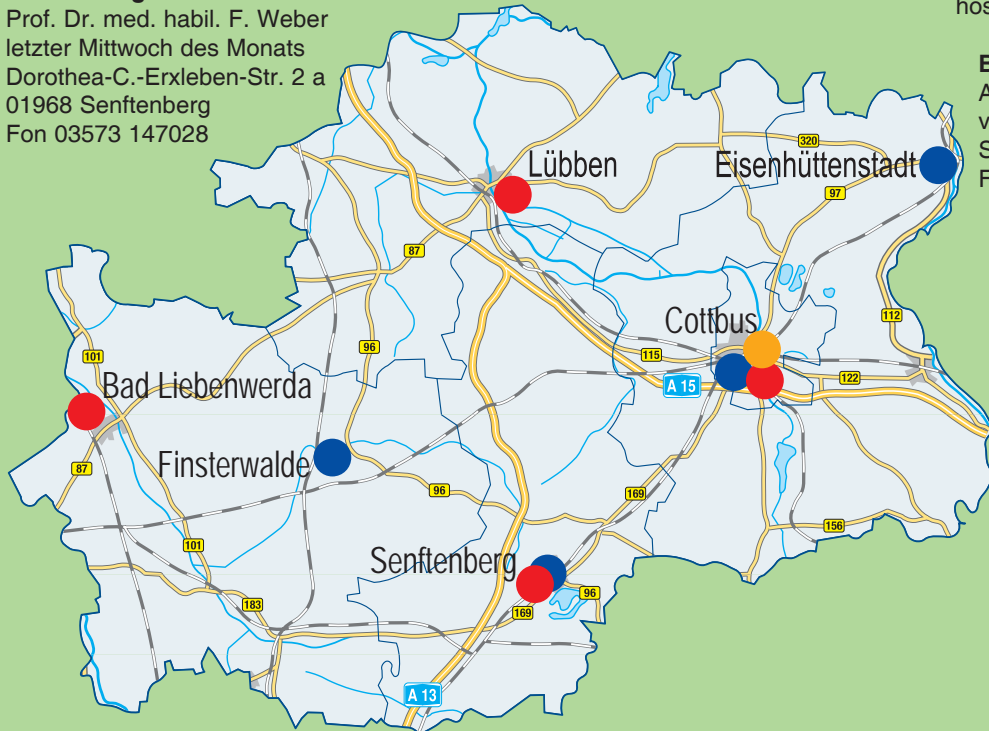 Prof. Dr. med. habil. F. Weber
letzter Mittwoch des Monats
Dorothea-C.-Erxleben-Str. 2 a
01968 Senftenberg
Fon 03573 147028
hos
Lübben
Eisenhüttenstadt
320
97
87
112
Cottbus
101
96
115
A 15
122
Bad Liebenwerda
87
Finsterwalde
96
169
156
101
Senftenberg
96
183
169
A 13